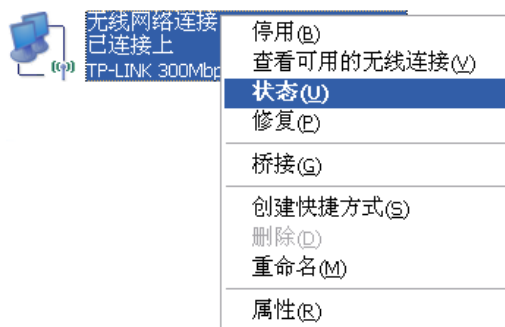 无线网络连接
已连接上
TP-LINK 300Mbp
停用(B)
查看可用的无线连接(V)
状态(U)
修复(P)
桥接(G)
创建快捷方式(S)
删除(D)
重命名(M)
属性(R)